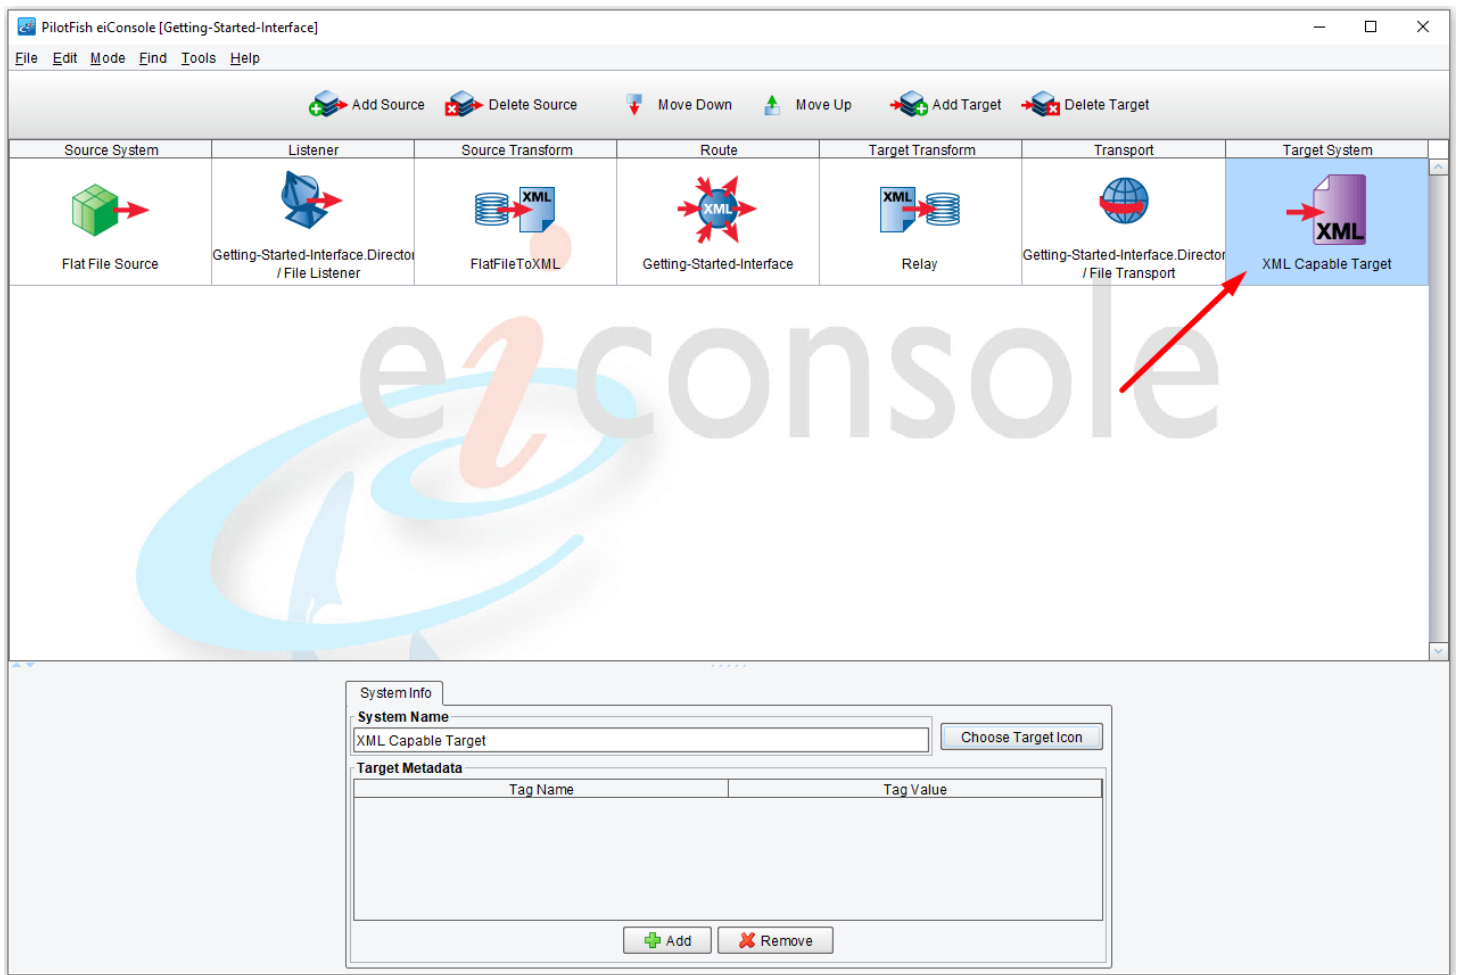 PilotFish eiConsole [Getting-Started-Interface]
File Edit Mode Find Tools Help
Add Source Delete Source Move Down Move Up Add Target Delete Target
Source System Listener Source Transform Route Target Transform Transport Target System
XML XML XML XML
Flat File Source Getting-Started-Interface.Director / File Listener FlatFileToXML Getting-Started-Interface Relay Getting-Started-Interface.Director / File Transport XML Capable Target
eiconsole
System Info
System Name
XML Capable Target Choose Target Icon
Target Metadata
Tag Name Tag Value
Add Remove